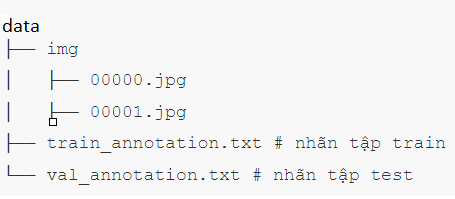 data
├── img
│   ├── 00000.jpg
│   ├── 00001.jpg
├── train_annotation.txt # nhãn tập train
└── val_annotation.txt # nhãn tập test